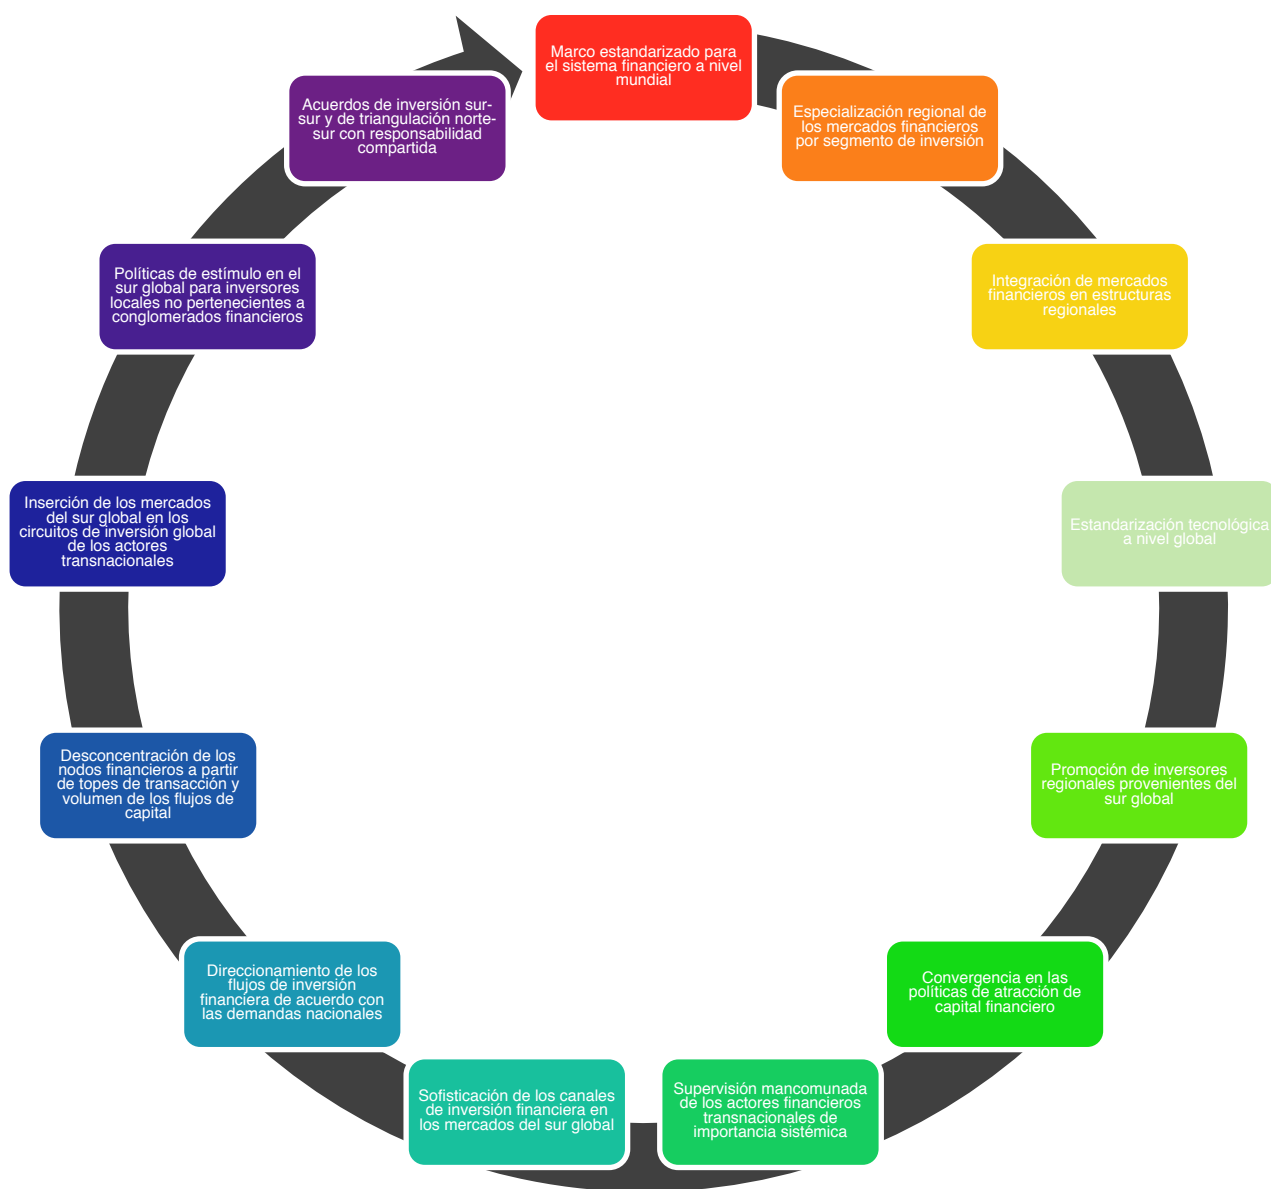 Marco estandarizado para
el sistema financiero a nivel
mundial
Especialización regional de
los mercados financieros
por segmento de inversión
Integración de mercados
financieros en estructuras
regionales
Estandarización tecnológica
a nivel global
Promoción de inversores
regionales provenientes del
sur global
Convergencia en las
políticas de atracción de
capital financiero
Supervisión mancomunada
de los actores financieros
transnacionales de
importancia sistémica
Sofisticación de los canales
de inversión financiera en
los mercados del sur global
Direccionamiento de los
flujos de inversión
financiera de acuerdo con
las demandas nacionales
Desconcentración de los
nodos financieros a partir
de topes de transacción y
volumen de los flujos de
capital
Inserción de los mercados
del sur global en los
circuitos de inversión global
de los actores
transnacionales
Políticas de estímulo en el
sur global para inversores
locales no pertenecientes a
conglomerados financieros
Acuerdos de inversión sur-
sur y de triangulación norte-
sur con responsabilidad
compartida